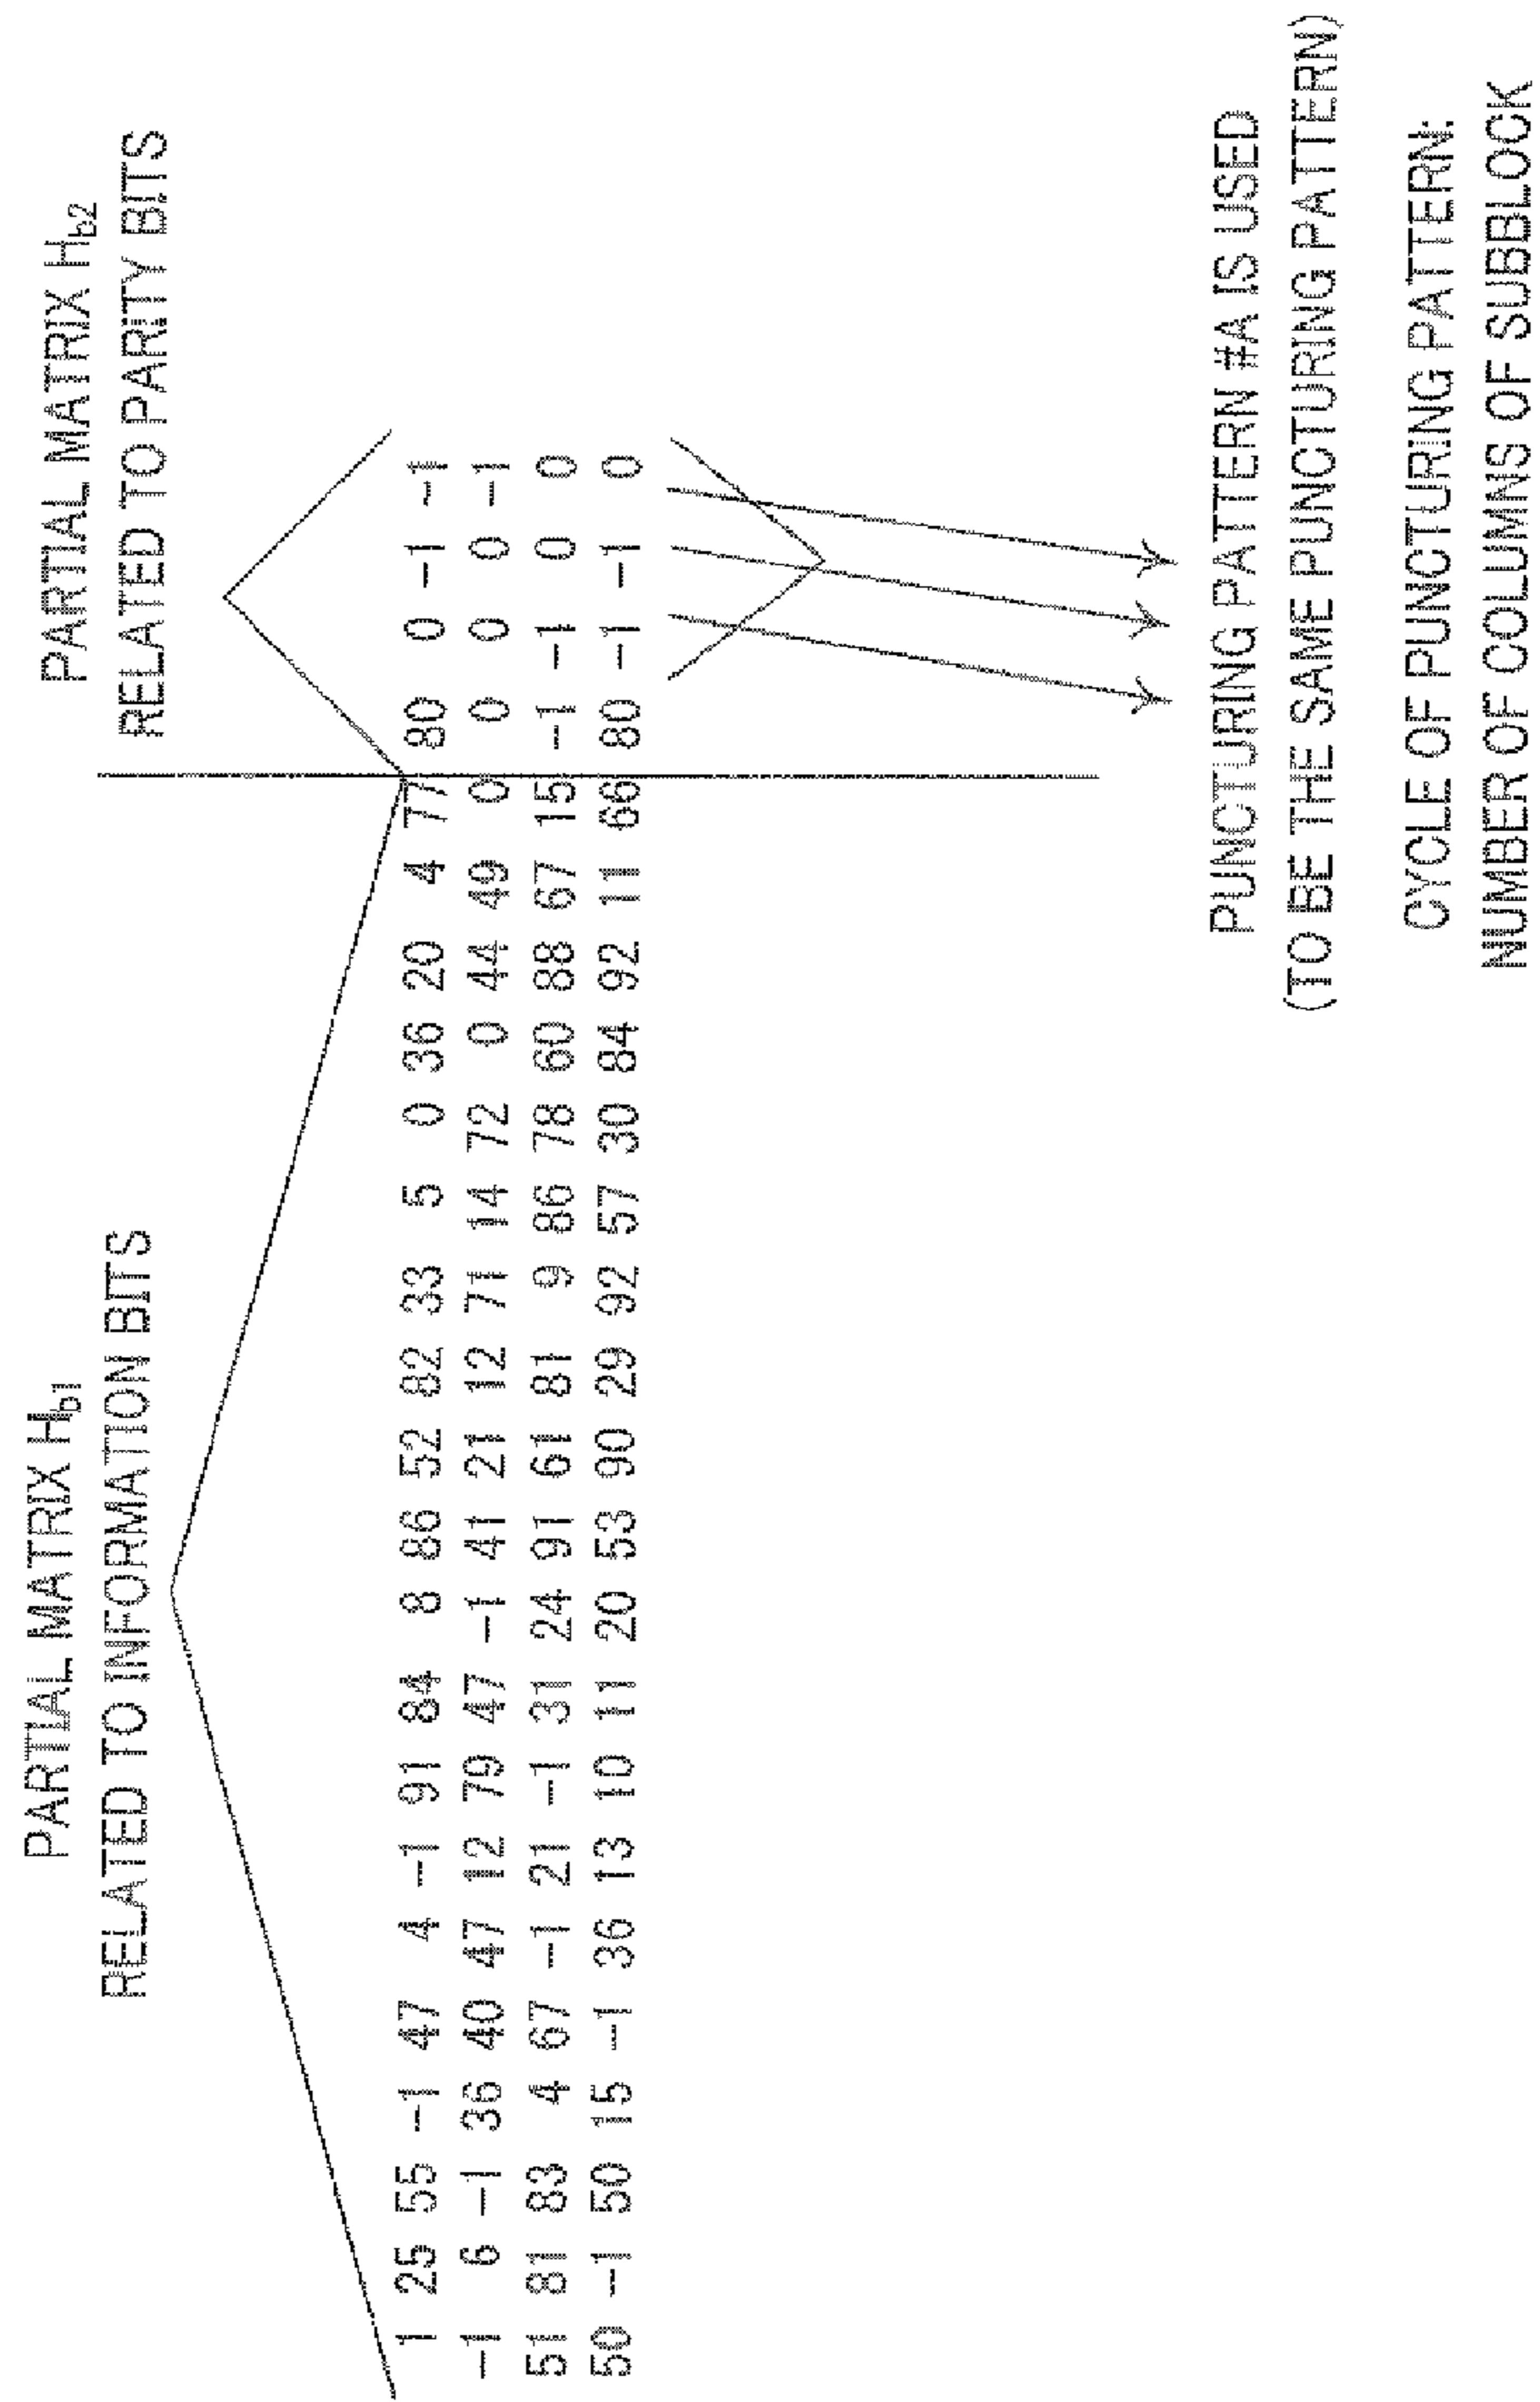 PARTIAL MATRIX H_b1
RELATED TO INFORMATION BITS
PARTIAL MATRIX H_b2
RELATED TO PARITY BITS
1 25 55 −1 47 4 −1 91 84 8 86 52 82 33 5 0 36 20 4 77 80 0 −1 −1
−1 6 −1 36 40 47 12 79 47 −1 41 21 12 71 14 72 0 44 49 0 0 0 0 −1
51 81 83 4 67 −1 21 −1 31 24 91 61 81 9 86 78 60 88 67 15 −1 −1 0 0
50 −1 50 15 −1 36 13 10 11 20 53 90 29 92 57 30 84 92 11 66 80 −1 −1 0
PUNCTURING PATTERN #A IS USED
(TO BE THE SAME PUNCTURING PATTERN)
CYCLE OF PUNCTURING PATTERN:
NUMBER OF COLUMNS OF SUBBLOCK